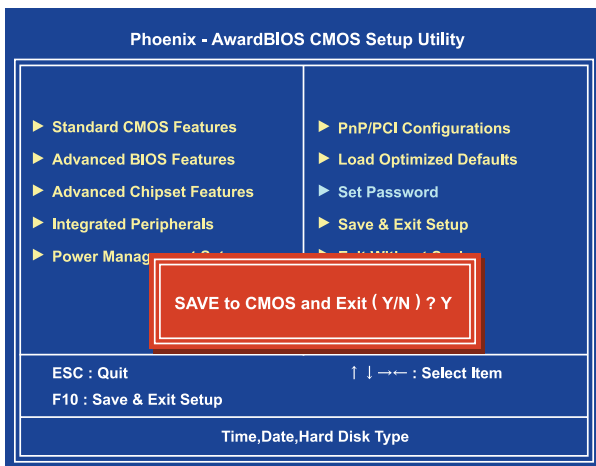 Phoenix - AwardBIOS CMOS Setup Utility
▶ Standard CMOS Features
▶ Advanced BIOS Features
▶ Advanced Chipset Features
▶ Integrated Peripherals
▶ Power
▶ PnP/PCI Configurations
▶ Load Optimized Defaults
▶ Set Password
▶ Save & Exit Setup
▶
SAVE to CMOS and Exit ( Y/N ) ? Y
ESC : Quit
F10 : Save & Exit Setup
↑ ↓ → ← : Select Item
Time,Date,Hard Disk Type